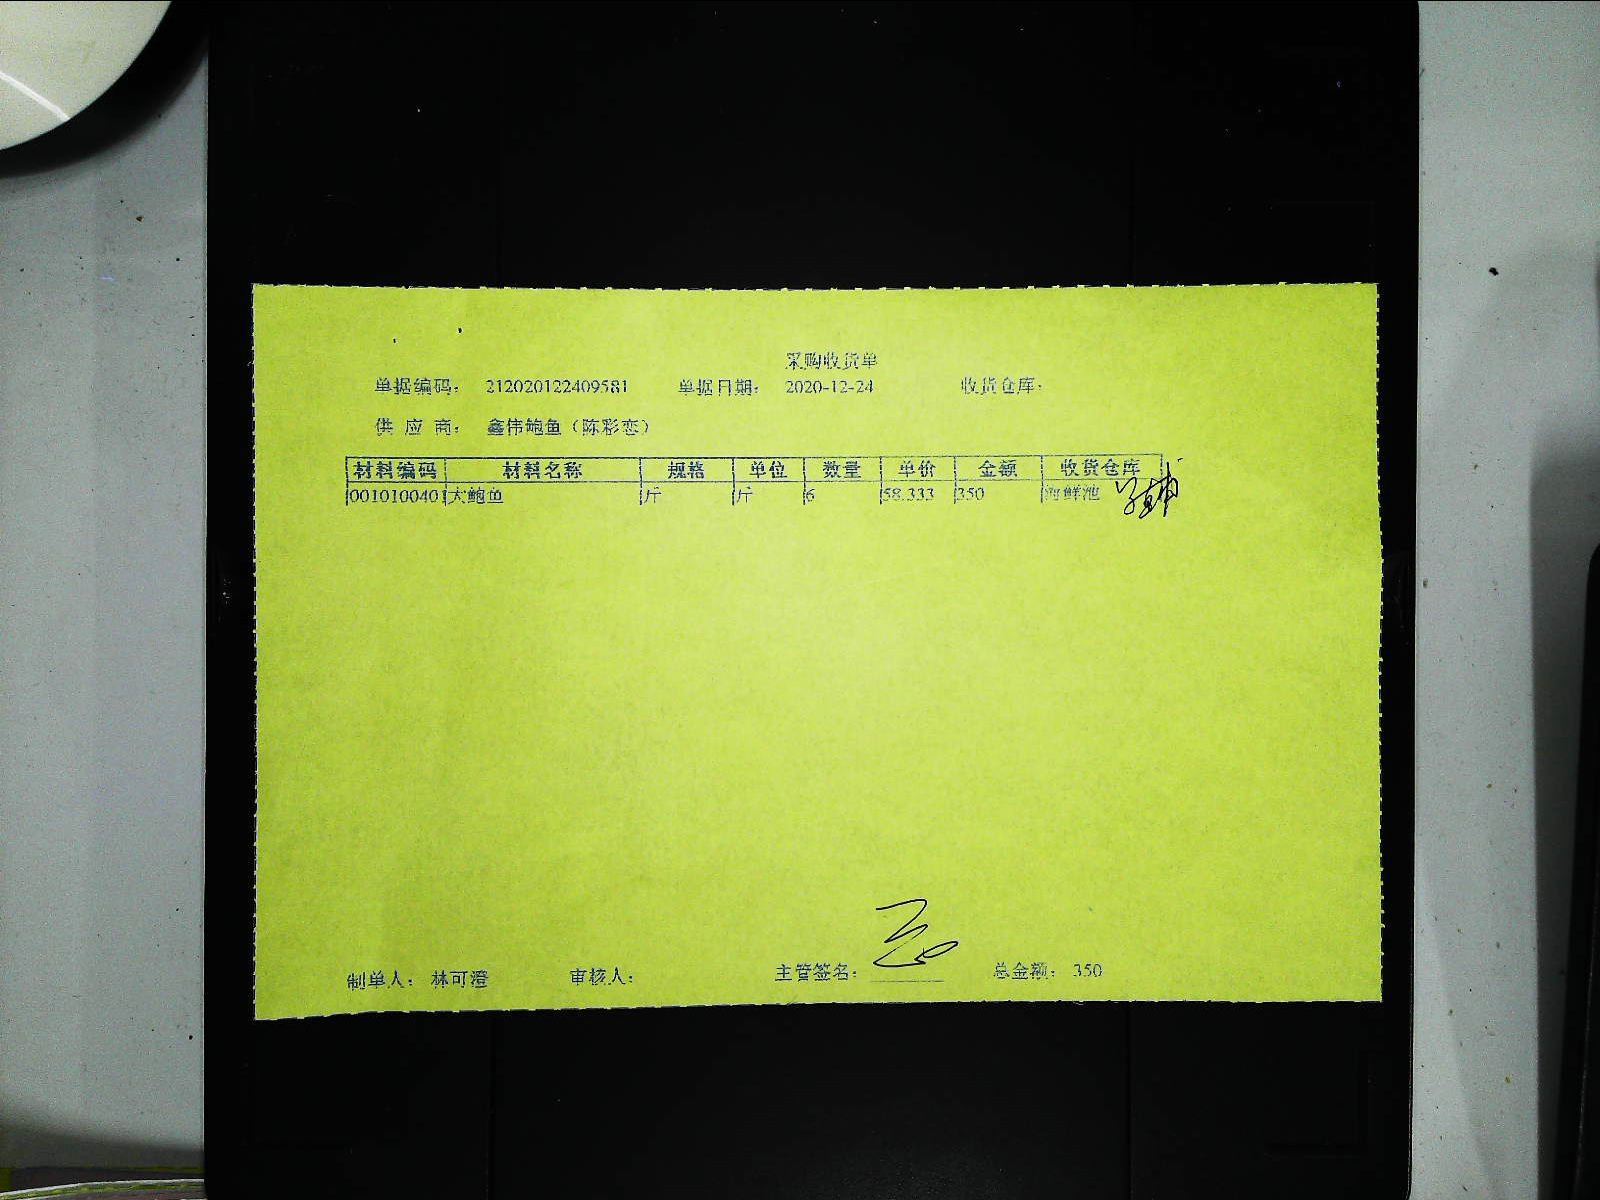 采购收货单
单据编码： 212020122409581 单据日期： 2020-12-24 收货仓库：
供 应 商： 鑫伟鲍鱼（陈彩恋）
材料编码 材料名称 规格 单位 数量 单价 金额 收货仓库
001010040 大鲍鱼 斤 斤 6 58.333 350 海鲜池
制单人： 林可澄 审核人： 主管签名： 总金额： 350